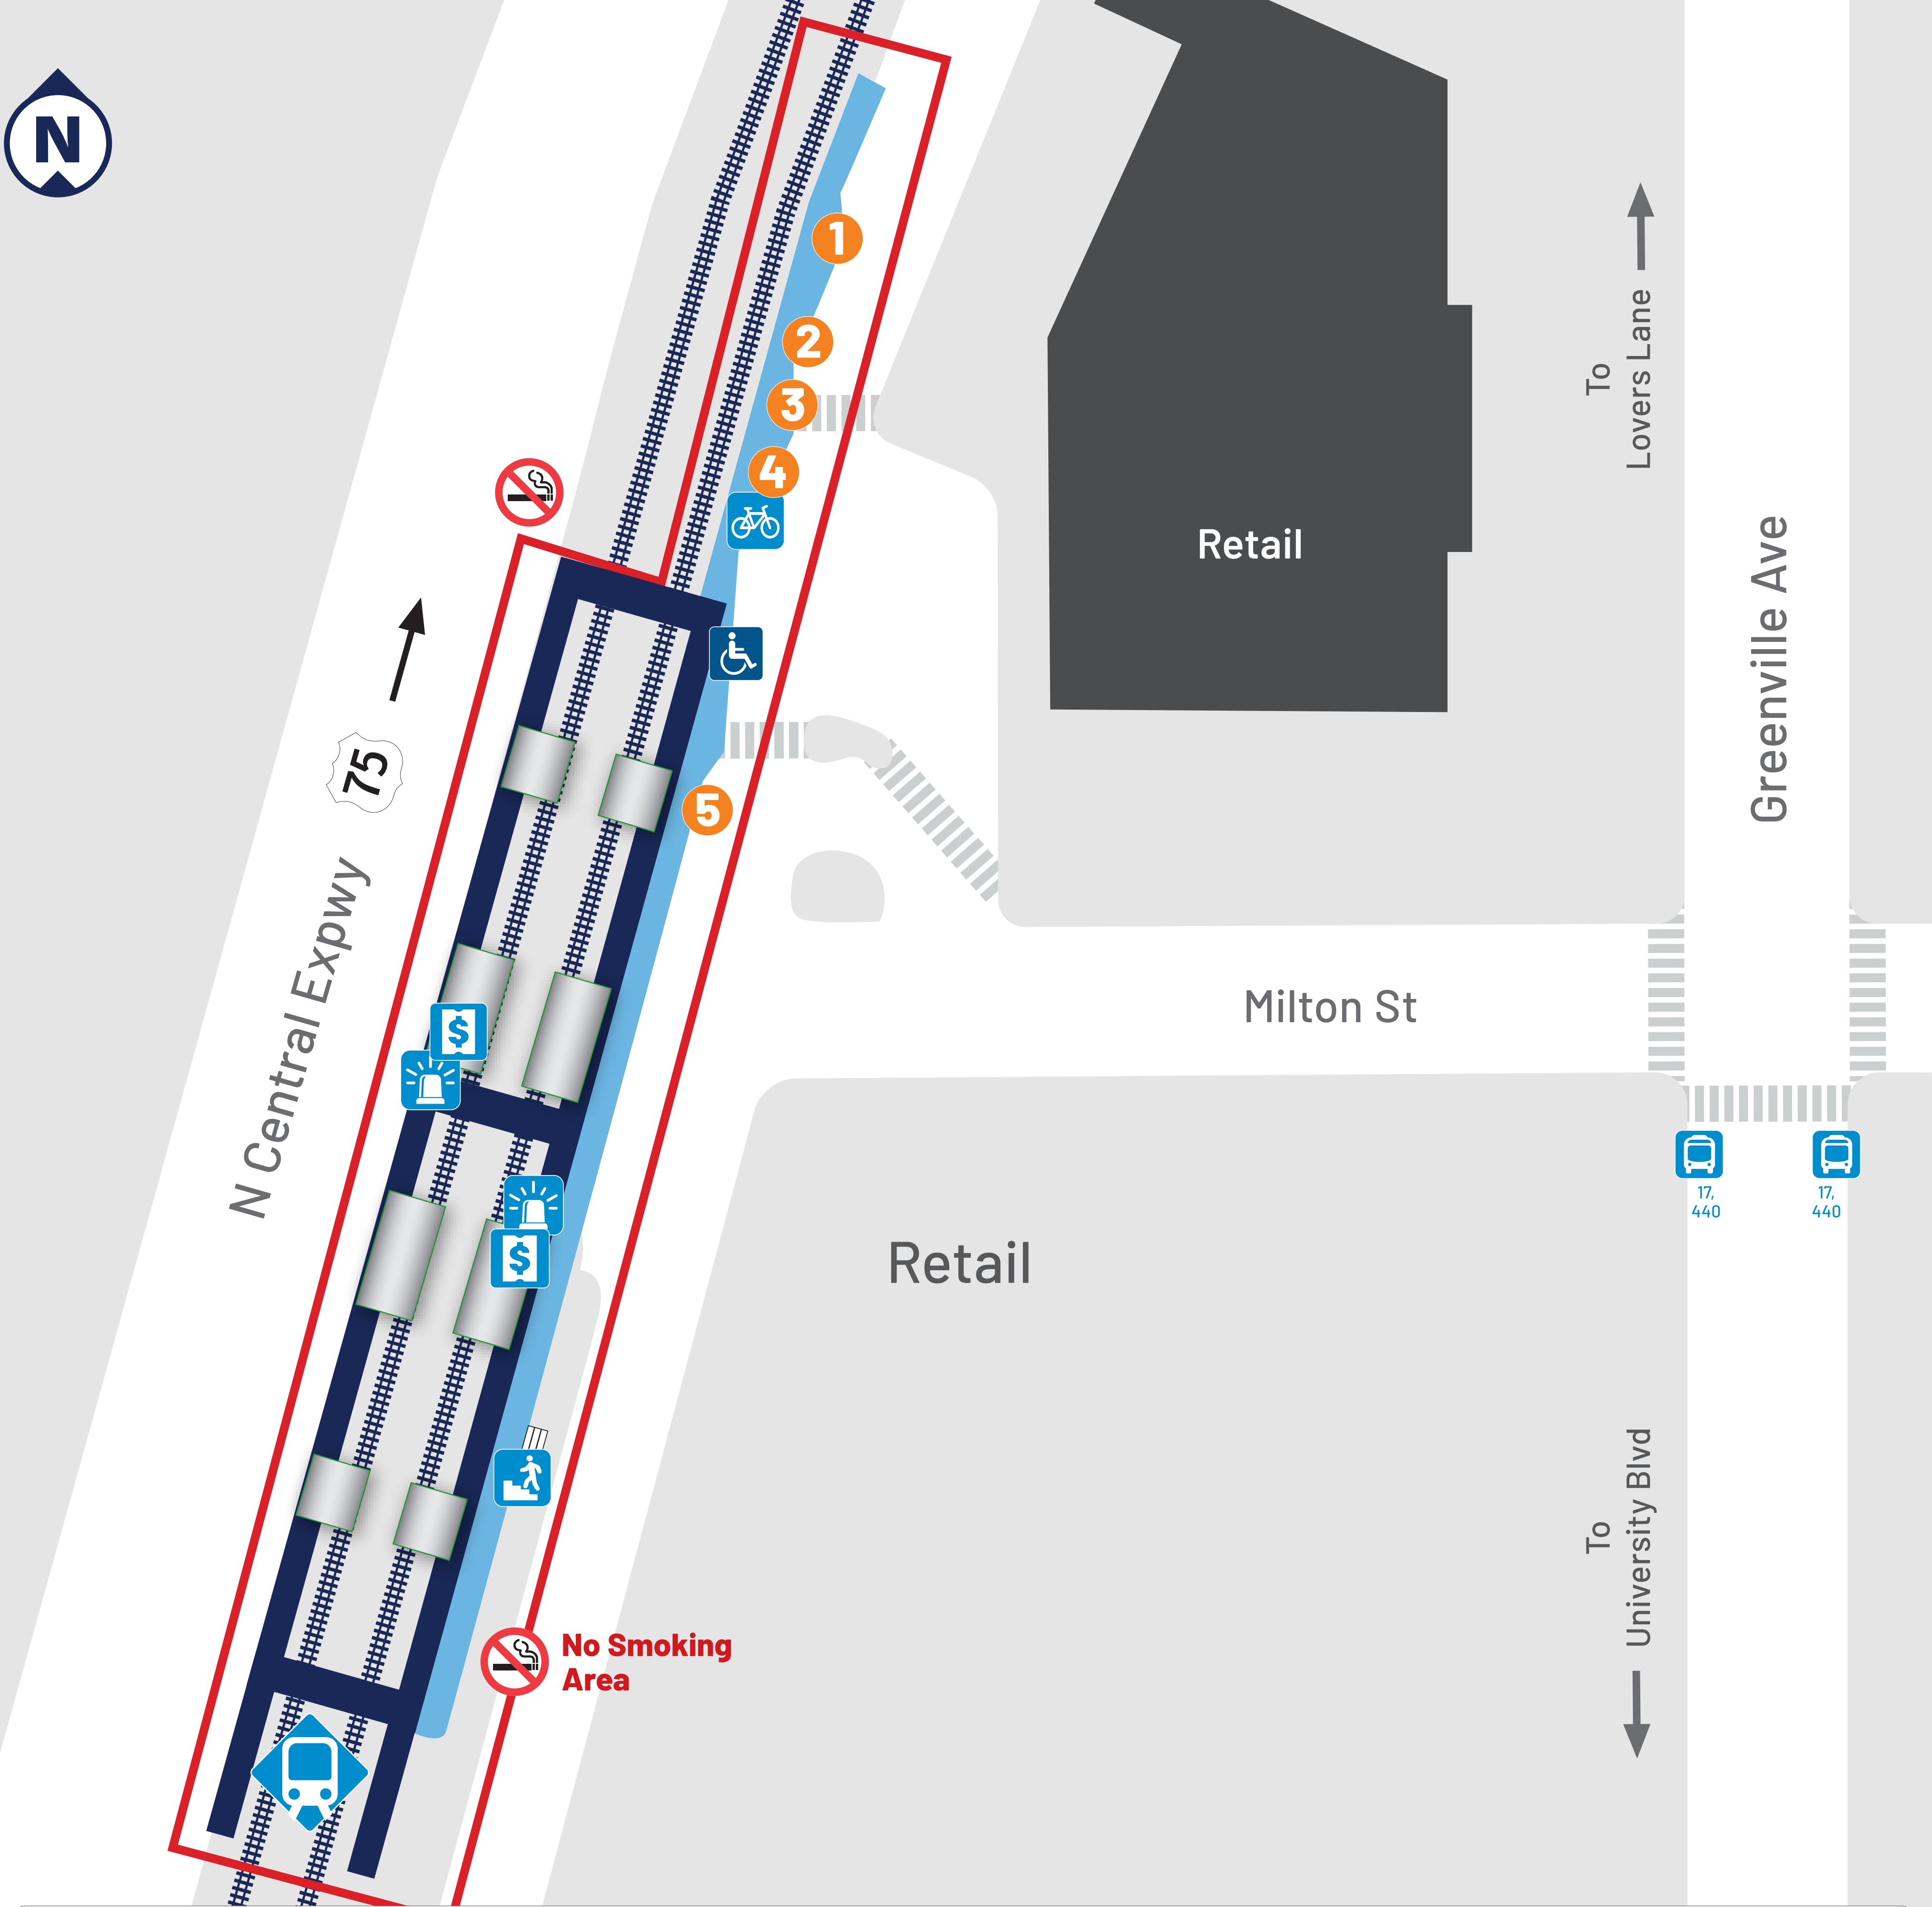 N
1
2
3
4
5
Retail
To
Lovers Lane
Greenville Ave
75
N Central Expwy
$
Milton St
17,
440
17,
440
$
Retail
To
University Blvd
No Smoking
Area